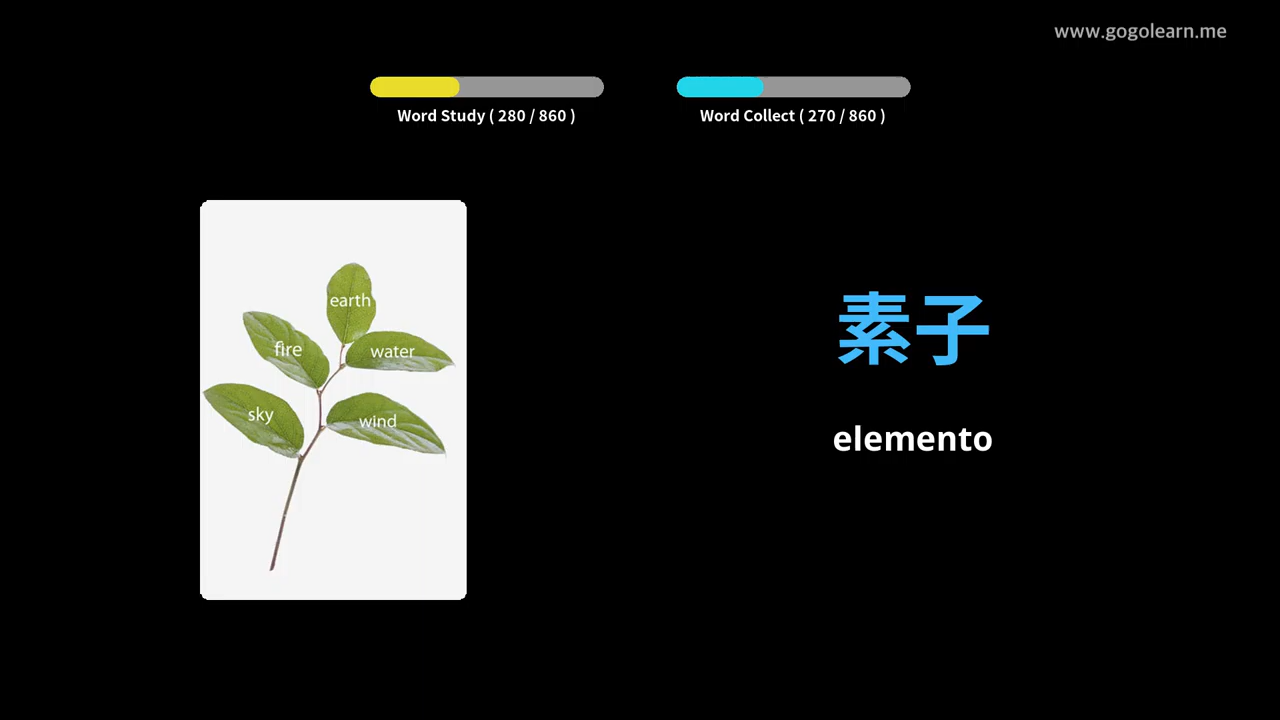 www.gogolearn.me
Word Study ( 280 / 860 )
Word Collect ( 270 / 860 )
earth
fire
water
sky
wind
素子
elemento